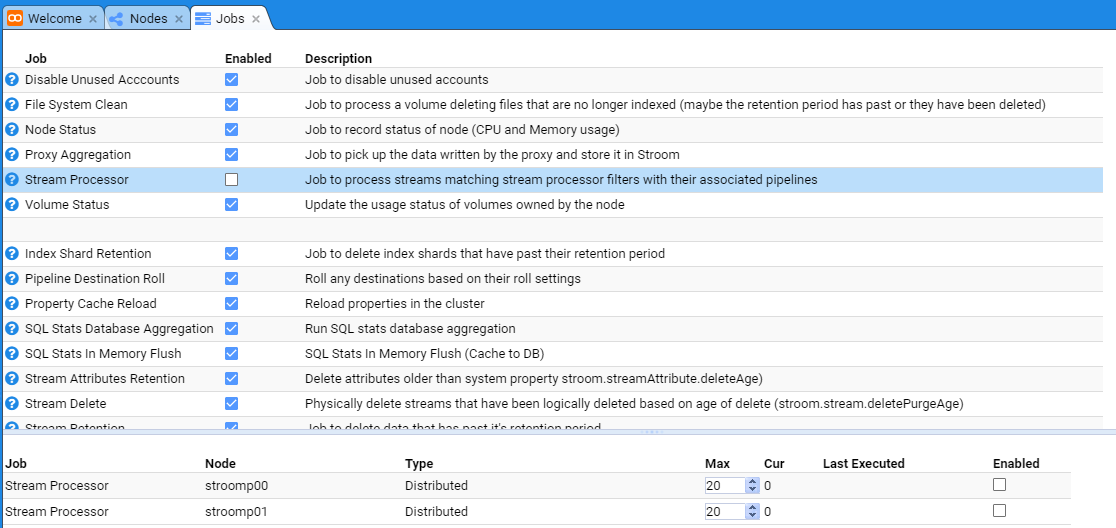 Welcome × Nodes × Jobs ×
Job Enabled Description
Disable Unused Acccounts Job to disable unused accounts
File System Clean Job to process a volume deleting files that are no longer indexed (maybe the retention period has past or they have been deleted)
Node Status Job to record status of node (CPU and Memory usage)
Proxy Aggregation Job to pick up the data written by the proxy and store it in Stroom
Stream Processor Job to process streams matching stream processor filters with their associated pipelines
Volume Status Update the usage status of volumes owned by the node
Index Shard Retention Job to delete index shards that have past their retention period
Pipeline Destination Roll Roll any destinations based on their roll settings
Property Cache Reload Reload properties in the cluster
SQL Stats Database Aggregation Run SQL stats database aggregation
SQL Stats In Memory Flush SQL Stats In Memory Flush (Cache to DB)
Stream Attributes Retention Delete attributes older than system property stroom.streamAttribute.deleteAge)
Stream Delete Physically delete streams that have been logically deleted based on age of delete (stroom.stream.deletePurgeAge)
Stream Retention Job to delete data that has past it's retention period
Job Node Type Max Cur Last Executed Enabled
Stream Processor stroomp00 Distributed 20 0
Stream Processor stroomp01 Distributed 20 0